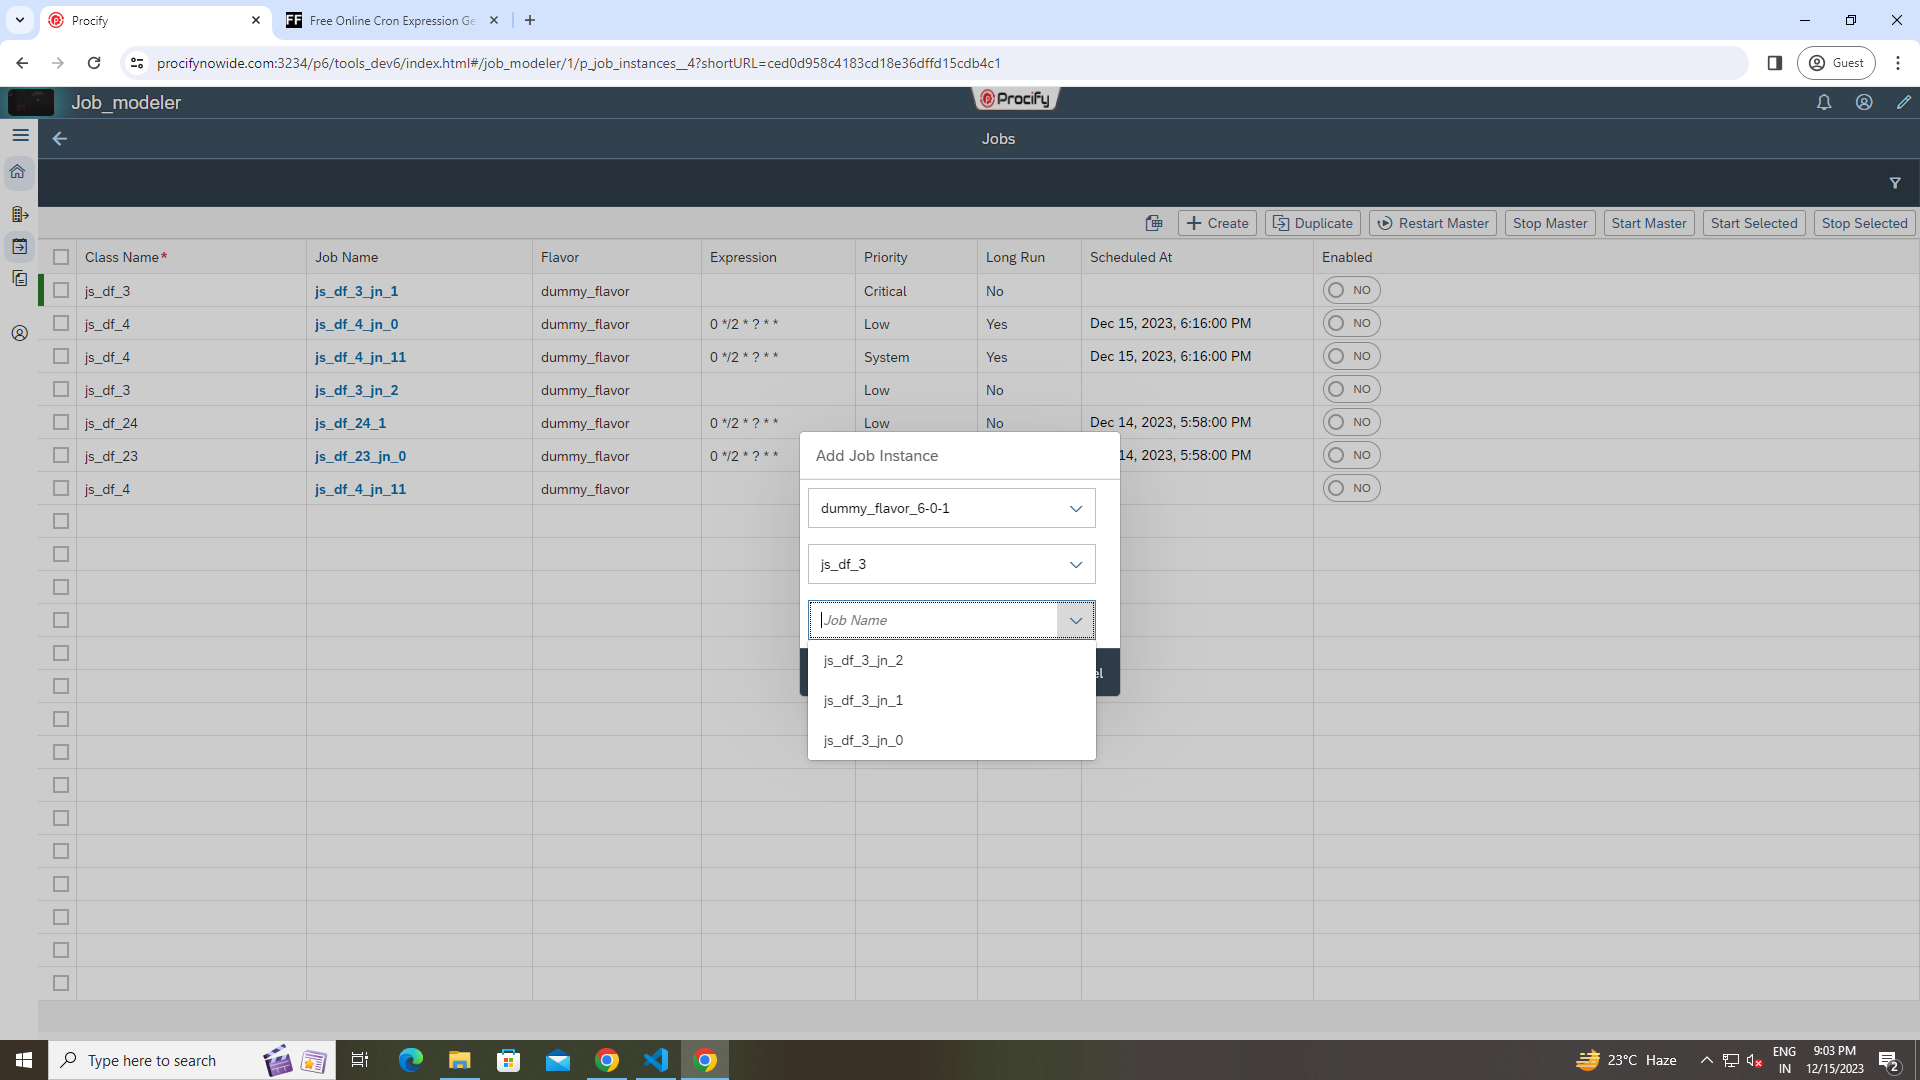 Procify
Free Online Cron Expression Ge
procifynowide.com:3234/p6/tools_dev6/index.html#/job_modeler/1/p_job_instances__4?shortURL=ced0d958c4183cd18e36dffd15cdb4c1
Guest
Job_modeler
Procify
Jobs
Create
Duplicate
Restart Master
Stop Master
Start Master
Start Selected
Stop Selected
Class Name* Job Name Flavor Expression Priority Long Run Scheduled At Enabled
js_df_3 js_df_3_jn_1 dummy_flavor Critical No NO
js_df_4 js_df_4_jn_0 dummy_flavor 0 */2 * ? * * Low Yes Dec 15, 2023, 6:16:00 PM NO
js_df_4 js_df_4_jn_11 dummy_flavor 0 */2 * ? * * System Yes Dec 15, 2023, 6:16:00 PM NO
js_df_3 js_df_3_jn_2 dummy_flavor Low No NO
js_df_24 js_df_24_1 dummy_flavor 0 */2 * ? * * Low No Dec 14, 2023, 5:58:00 PM NO
js_df_23 js_df_23_jn_0 dummy_flavor 0 */2 * ? * * 14, 2023, 5:58:00 PM NO
js_df_4 js_df_4_jn_11 dummy_flavor NO
Add Job Instance
dummy_flavor_6-0-1
js_df_3
Job Name
js_df_3_jn_2
js_df_3_jn_1
js_df_3_jn_0
Type here to search
23°C Haze
ENG
IN
9:03 PM
12/15/2023
2